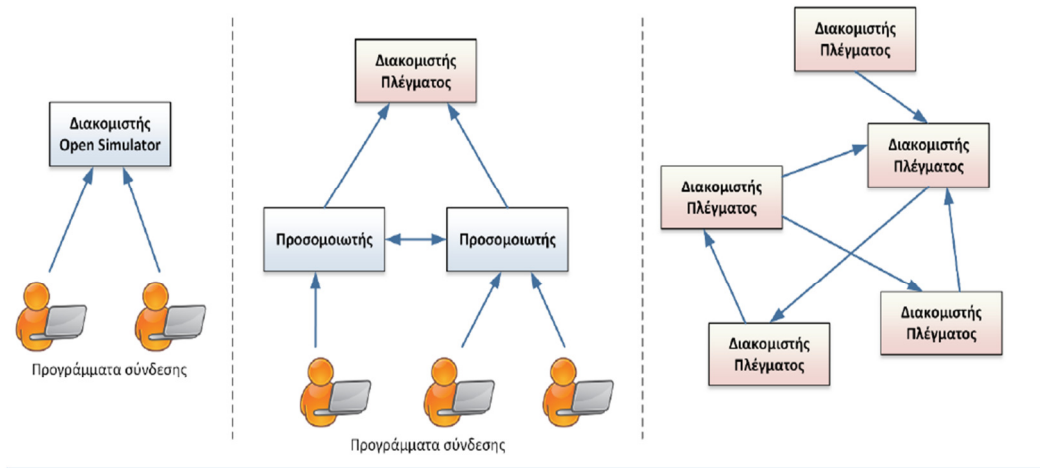 Διακομιστής
Open Simulator
Προγράμματα σύνδεσης
Διακομιστής
Πλέγματος
Προσομοιωτής
Προσομοιωτής
Προγράμματα σύνδεσης
Διακομιστής
Πλέγματος
Διακομιστής
Πλέγματος
Διακομιστής
Πλέγματος
Διακομιστής
Πλέγματος
Διακομιστής
Πλέγματος